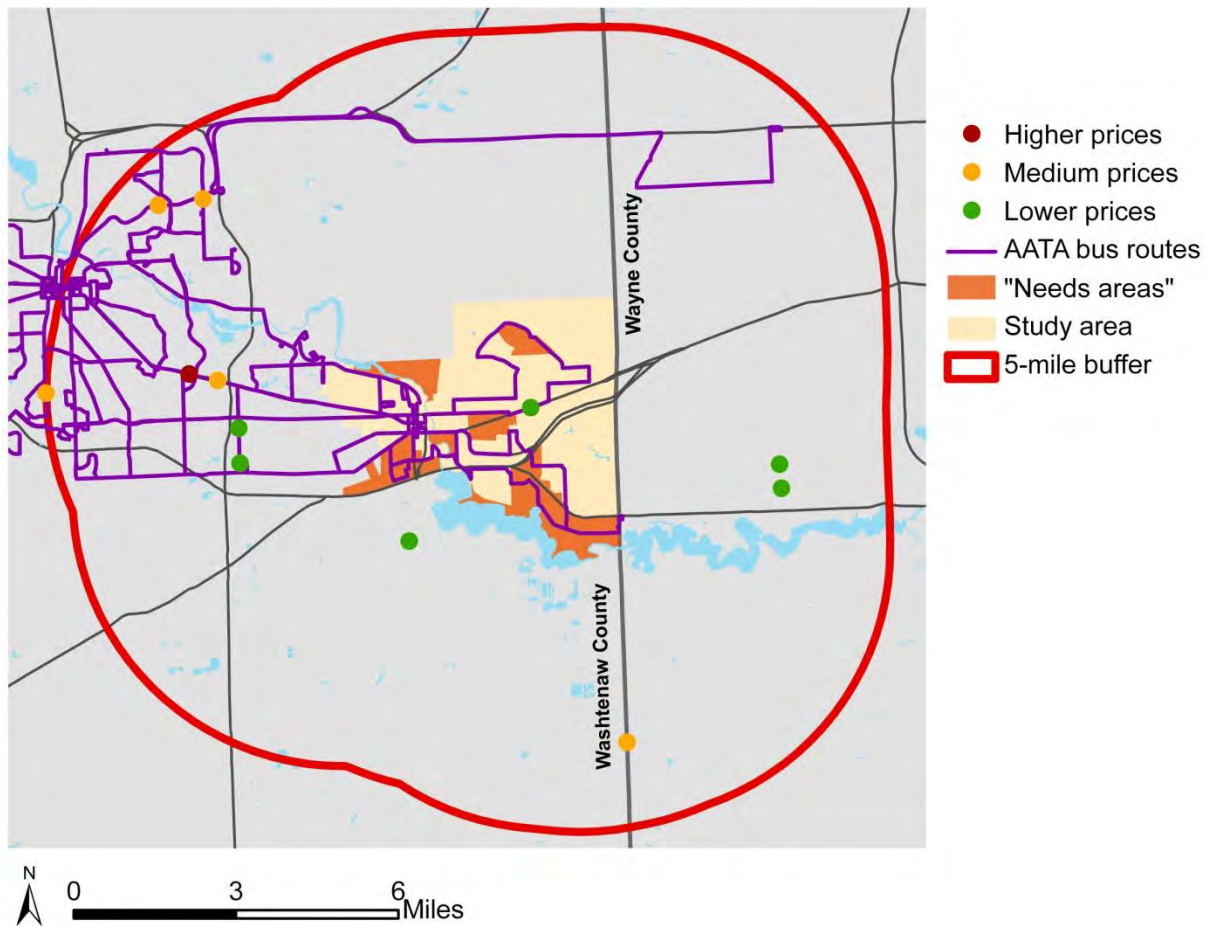 Higher prices
Medium prices
Lower prices
AATA bus routes
"Needs areas"
Study area
5-mile buffer
Wayne County
Washtenaw County
N
0 3 6 Miles